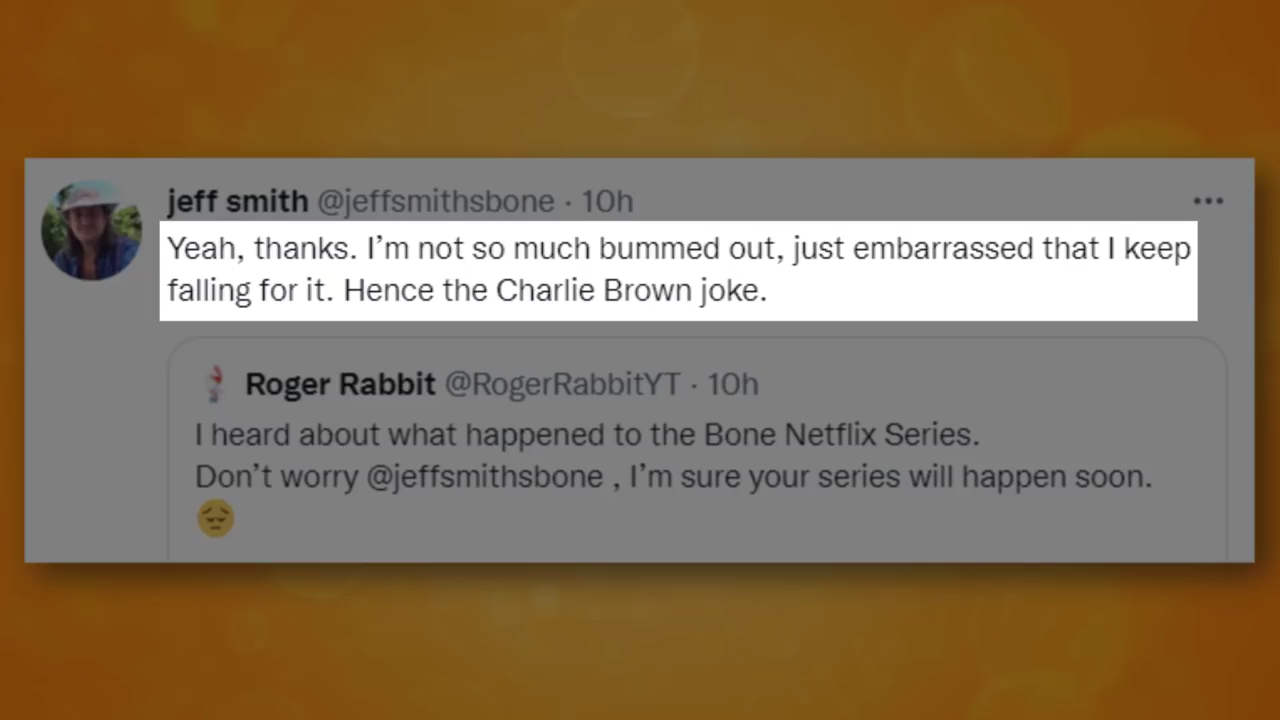 jeff smith @jeffsmithsbone · 10h
Yeah, thanks. I’m not so much bummed out, just embarrassed that I keep
falling for it. Hence the Charlie Brown joke.
Roger Rabbit @RogerRabbitYT · 10h
I heard about what happened to the Bone Netflix Series.
Don’t worry @jeffsmithsbone , I’m sure your series will happen soon.
😔